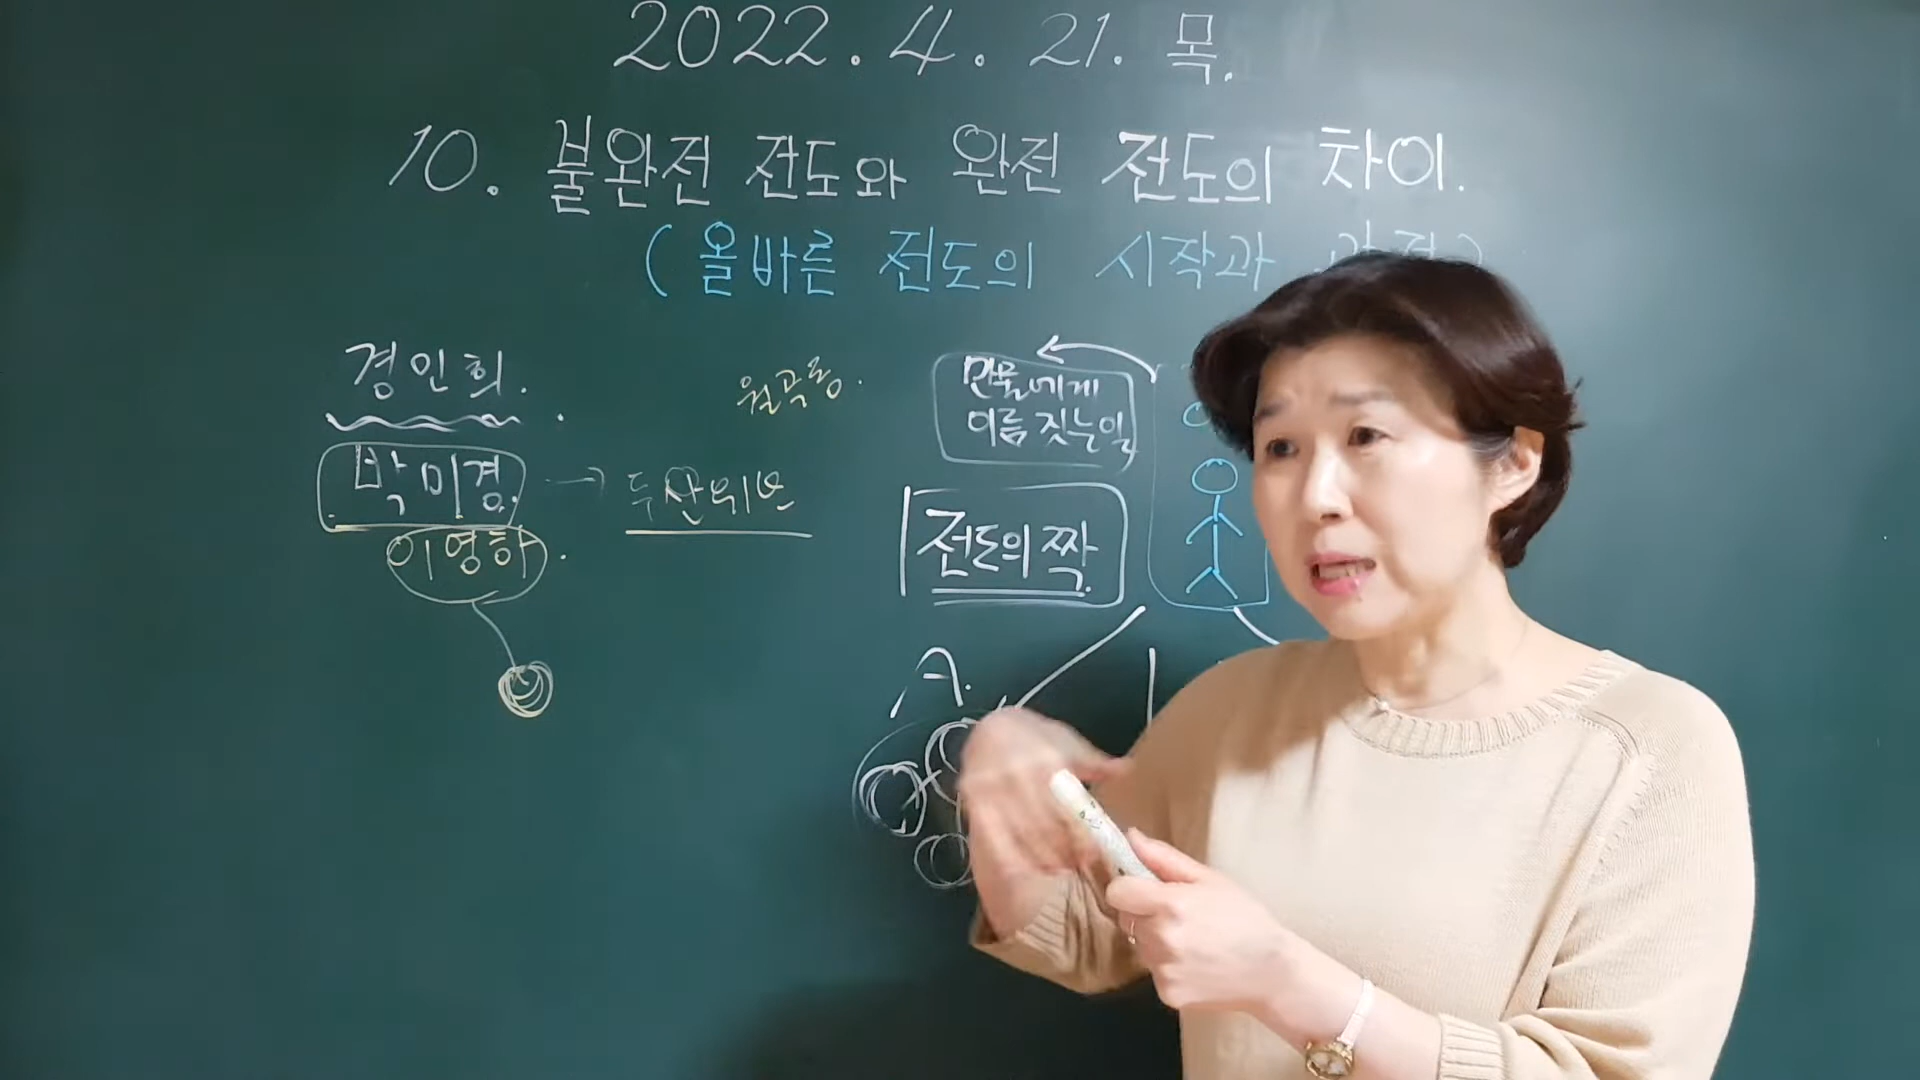 2022. 4. 21. 목.
10. 불완전 전도와 완전 전도의 차이.
(올바른 전도의 시작과
경인희.
원곡동.
박미경. → 두산위브
이영하.
만물에게
이름 짓는일
전도의 짝.
A.